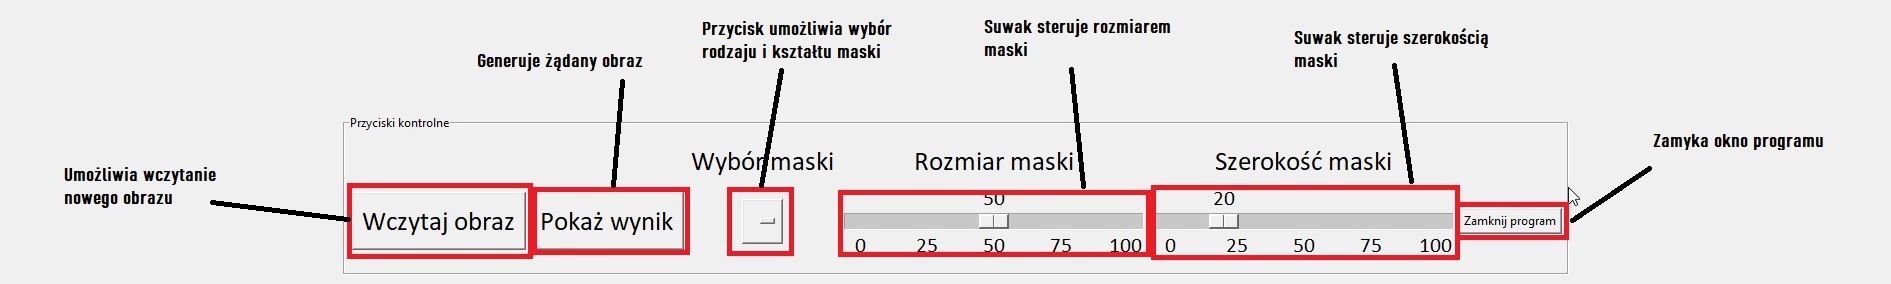 Przycisk umożliwia wybór
rodzaju i kształtu maski
Suwak steruje rozmiarem
maski
Suwak steruje szerokością
maski
Generuje żądany obraz
Umożliwia wczytanie
nowego obrazu
Zamyka okno programu
Przyciski kontrolne
Wybór maski
Rozmiar maski
Szerokość maski
Wczytaj obraz
Pokaż wynik
50
0 25 50 75 100
20
0 25 50 75 100
Zamknij program